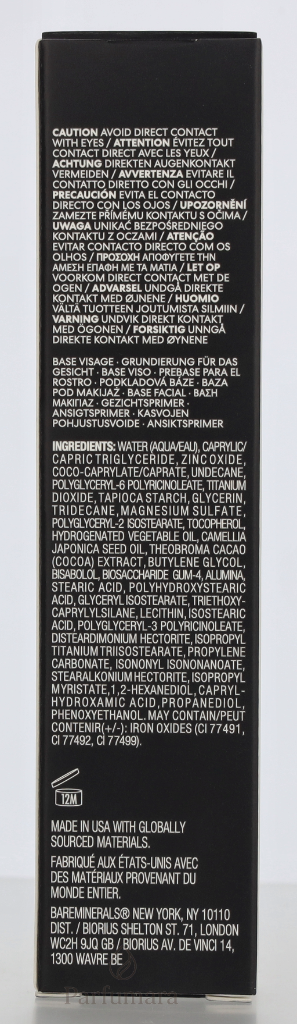 CAUTION AVOID DIRECT CONTACT
WITH EYES / ATTENTION ÉVITEZ TOUT
CONTACT DIRECT AVEC LES YEUX /
ACHTUNG DIREKTEN AUGENKONTAKT
VERMEIDEN / AVVERTENZA EVITARE IL
CONTATTO DIRETTO CON GLI OCCHI /
PRECAUCIÓN EVITA EL CONTACTO
DIRECTO CON LOS OJOS / UPOZORNĚNÍ
ZAMEZTE PŘÍMÉMU KONTAKTU S OČIMA /
UWAGA UNIKAĆ BEZPOŚREDNIEGO
KONTAKTU Z OCZAMI / ATENÇÃO
EVITAR CONTACTO DIRECTO COM OS
OLHOS / ΠΡΟΣΟΧΗ ΑΠΟΦΥΓΕΤΕ ΤΗΝ
ΑΜΕΣΗ ΕΠΑΦΗ ΜΕ ΤΑ ΜΑΤΙΑ / LET OP
VOORKOM DIRECT CONTACT MET DE
OGEN / ADVARSEL UNDGÅ DIREKTE
KONTAKT MED ØJNENE / HUOMIO
VÄLTÄ TUOTTEEN JOUTUMISTA SILMIIN /
VARNING UNDVIK DIREKT KONTAKT
MED ÖGONEN / FORSIKTIG UNNGÅ
DIREKTE KONTAKT MED ØYNENE
BASE VISAGE · GRUNDIERUNG FÜR DAS
GESICHT · BASE VISO · PREBASE PARA EL
ROSTRO · PODKLADOVÁ BÁZE · BAZA
POD MAKIJAŻ · BASE FACIAL · ΒΑΣΗ
ΜΑΚΙΓΙΑΖ · GEZICHTSPRIMER ·
ANSIGTSPRIMER · KASVOJEN
POHJUSTUSVOIDE · ANSIKTSPRIMER
INGREDIENTS: WATER (AQUA/EAU), CAPRYLIC/
CAPRIC TRIGLYCERIDE, ZINC OXIDE,
COCO-CAPRYLATE/CAPRATE, UNDECANE,
POLYGLYCERYL-6 POLYRICINOLEATE, TITANIUM
DIOXIDE, TAPIOCA STARCH, GLYCERIN,
TRIDECANE, MAGNESIUM SULFATE,
POLYGLYCERYL-2 ISOSTEARATE, TOCOPHEROL,
HYDROGENATED VEGETABLE OIL, CAMELLIA
JAPONICA SEED OIL, THEOBROMA CACAO
(COCOA) EXTRACT, BUTYLENE GLYCOL,
BISABOLOL, BIOSACCHARIDE GUM-4, ALUMINA,
STEARIC ACID, POLYHYDROXYSTEARIC
ACID, GLYCERYL ISOSTEARATE, TRIETHOXY-
CAPRYLYLSILANE, LECITHIN, ISOSTEARIC
ACID, POLYGLYCERYL-3 POLYRICINOLEATE,
DISTEARDIMONIUM HECTORITE, ISOPROPYL
TITANIUM TRIISOSTEARATE, PROPYLENE
CARBONATE, ISONONYL ISONONANOATE,
STEARALKONIUM HECTORITE, ISOPROPYL
MYRISTATE, 1,2-HEXANEDIOL, CAPRYL-
HYDROXAMIC ACID, PROPANEDIOL,
PHENOXYETHANOL. MAY CONTAIN/PEUT
CONTENIR(+/-): IRON OXIDES (CI 77491,
CI 77492, CI 77499).
12M
MADE IN USA WITH GLOBALLY
SOURCED MATERIALS.
FABRIQUÉ AUX ÉTATS-UNIS AVEC
DES MATÉRIAUX PROVENANT DU
MONDE ENTIER.
BAREMINERALS® NEW YORK, NY 10110
DIST. / BIORIUS SHELTON ST. 71, LONDON
WC2H 9JQ GB / BIORIUS AV. DE VINCI 14,
1300 WAVRE BE
Parfumara